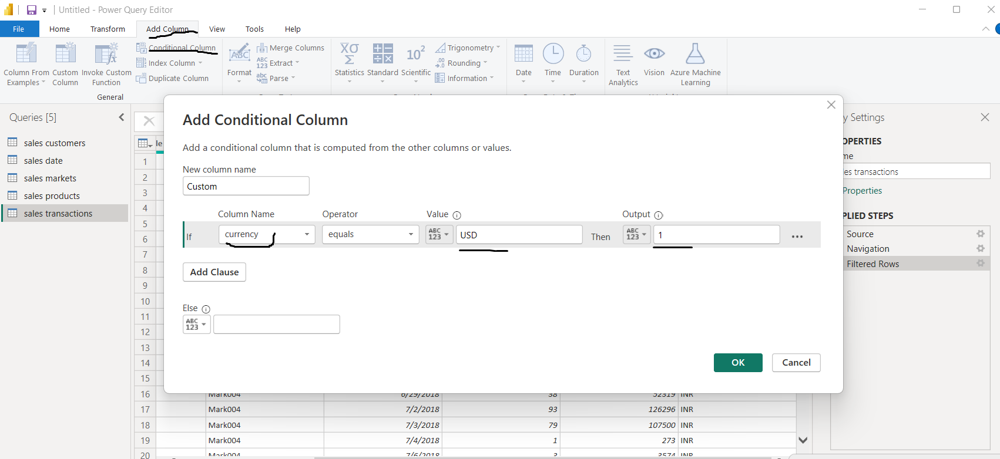 Untitled - Power Query Editor
File Home Transform Add Column View Tools Help
Column From Examples
Custom Column
Invoke Custom Function
Conditional Column
Index Column
Duplicate Column
General
Format
Merge Columns
ABC 123 Extract
abc Parse
Statistics
Standard
10² Scientific
Trigonometry
.00 →.0 Rounding
Information
Date
Time
Duration
Text Analytics
Vision
Azure Machine Learning
Queries [5]
sales customers
sales date
sales markets
sales products
sales transactions
Add Conditional Column
Add a conditional column that is computed from the other columns or values.
New column name
Custom
Column Name Operator Value Output
If currency equals ABC 123 USD Then ABC 123 1 ...
Add Clause
Else
ABC 123
OK Cancel
y Settings
OPERTIES
me
es transactions
Properties
PLIED STEPS
Source
Navigation
Filtered Rows
le
1
2
3
4
5
6
7
8
9
10
11
12
13
14
15
16 Mark004 6/29/2018 38 52319 INR
17 Mark004 7/2/2018 93 126296 INR
18 Mark004 7/3/2018 79 107500 INR
19 Mark004 7/4/2018 1 273 INR
20 Mark004 7/6/2018 INR